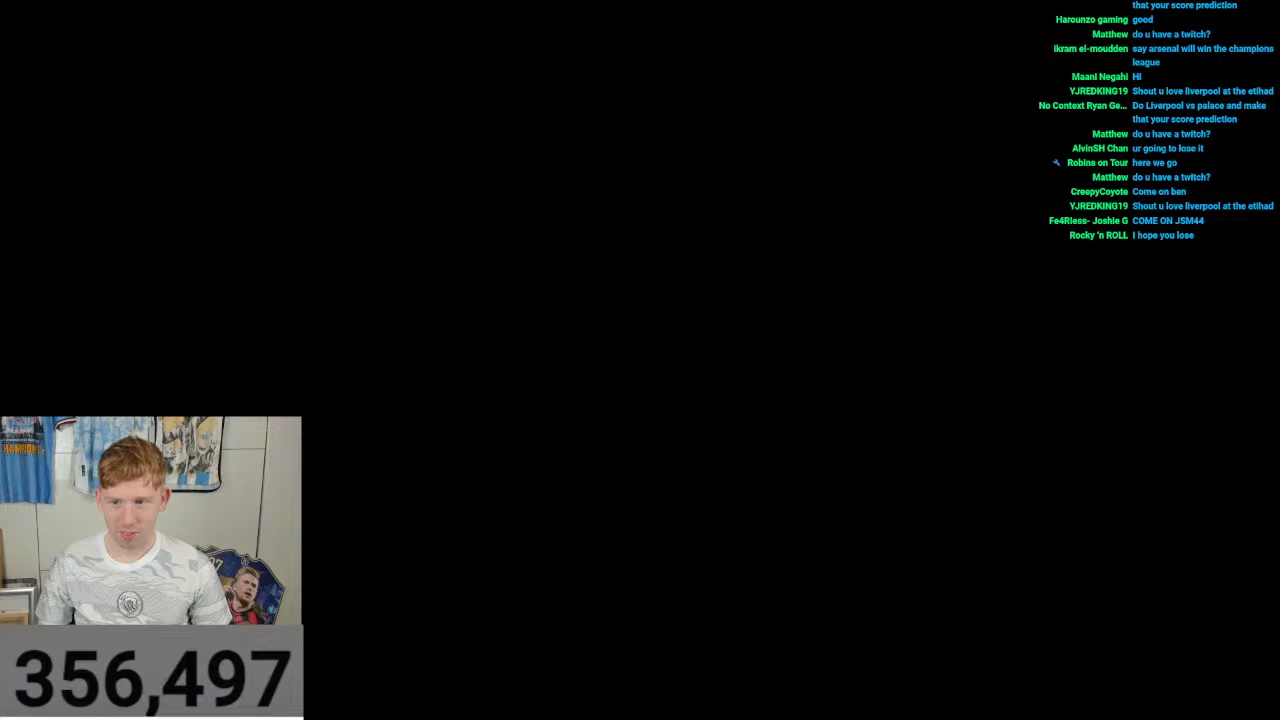 that your score prediction
Harounzo gaming good
Matthew do u have a twitch?
ikram el-moudden say arsenal will win the champions
league
Maani Negahi Hi
YJREDKING19 Shout u love liverpool at the etihad
No Context Ryan Ge... Do Liverpool vs palace and make
that your score prediction
Matthew do u have a twitch?
AlvinSH Chan ur going to lose it
Robins on Tour here we go
Matthew do u have a twitch?
CreepyCoyote Come on ben
YJREDKING19 Shout u love liverpool at the etihad
Fe4Rless- Joshie G COME ON JSM44
Rocky 'n ROLL I hope you lose
356,497